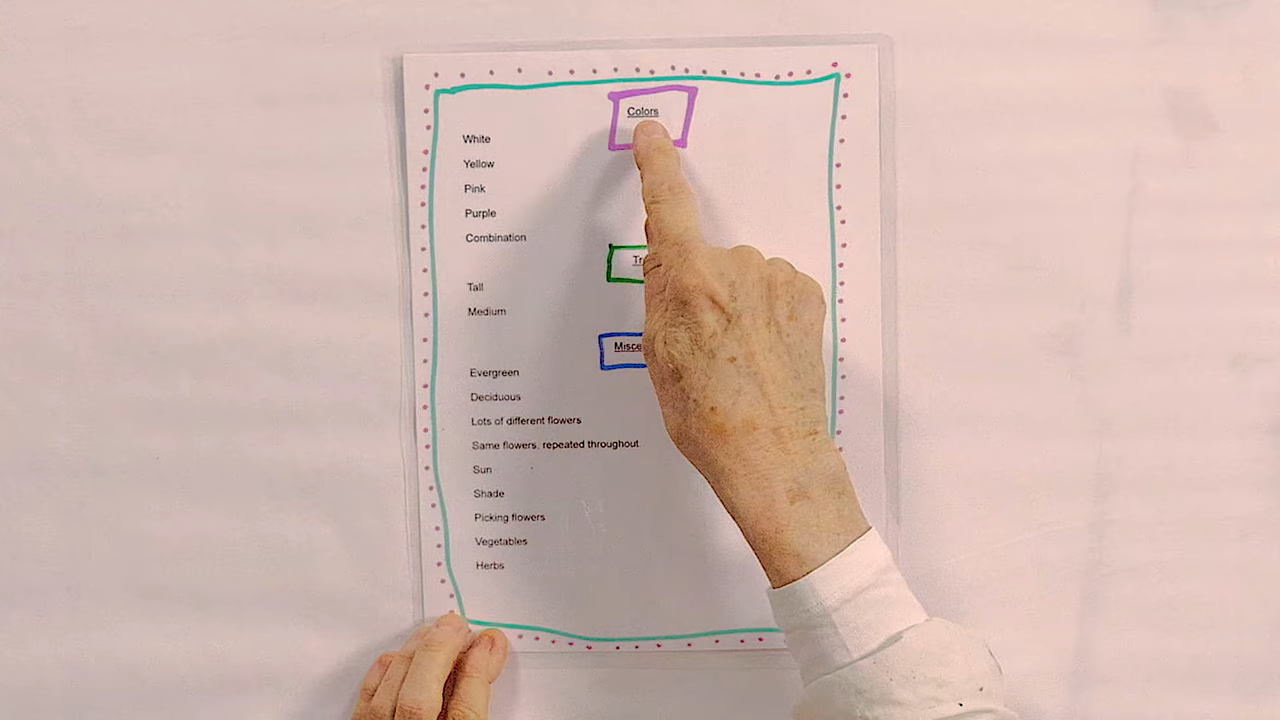 Colors
White
Yellow
Pink
Purple
Combination
Tall
Medium
Evergreen
Deciduous
Lots of different flowers
Same flowers, repeated throughout
Sun
Shade
Picking flowers
Vegetables
Herbs